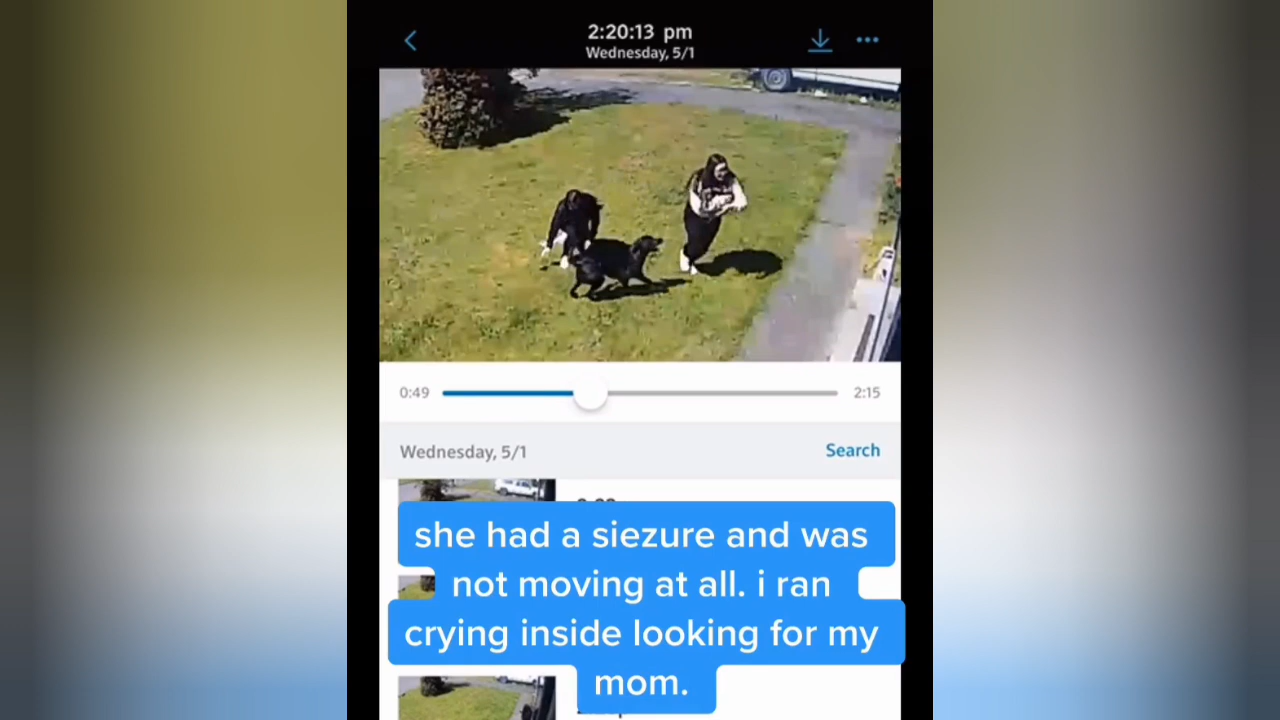 2:20:13 pm
Wednesday, 5/1
0:49
2:15
Wednesday, 5/1
Search
she had a siezure and was
not moving at all. i ran
crying inside looking for my
mom.